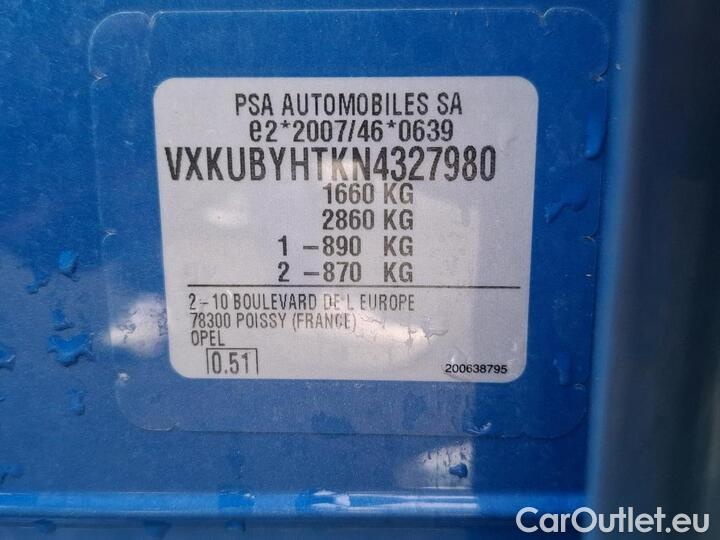 PSA AUTOMOBILES SA
e2*2007/46*0639
VXKUBYHTKN4327980
1660 KG
2860 KG
1 -890 KG
2 -870 KG
2-10 BOULEVARD DE L EUROPE
78300 POISSY (FRANCE)
OPEL
0.51
200638795
CarOutlet.eu